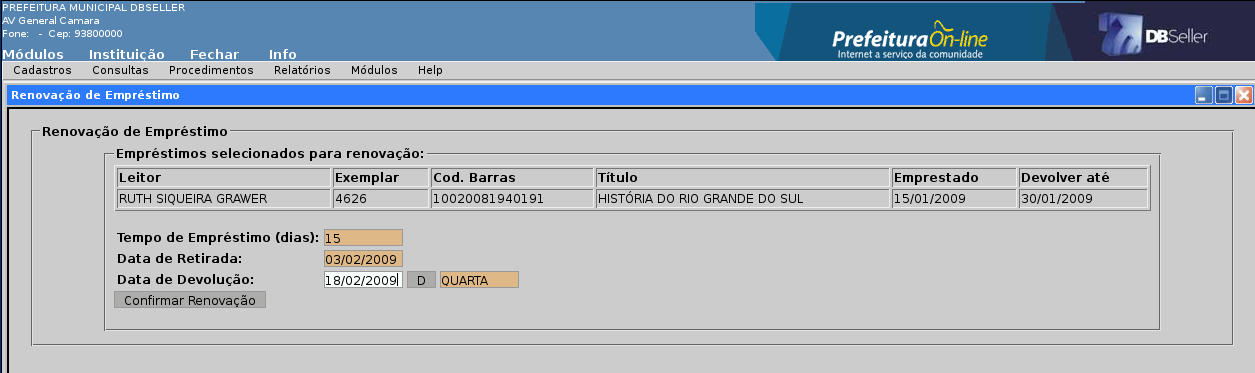 PREFEITURA MUNICIPAL DBSELLER
AV General Camara
Fone: - Cep: 93800000
Prefeitura On-line
Internet a serviço da comunidade
DBSeller
Módulos Instituição Fechar Info
Cadastros Consultas Procedimentos Relatórios Módulos Help
Renovação de Empréstimo
Renovação de Empréstimo
Empréstimos selecionados para renovação:
Leitor Exemplar Cod. Barras Título Emprestado Devolver até
RUTH SIQUEIRA GRAWER 4626 10020081940191 HISTÓRIA DO RIO GRANDE DO SUL 15/01/2009 30/01/2009
Tempo de Empréstimo (dias): 15
Data de Retirada: 03/02/2009
Data de Devolução: 18/02/2009 D QUARTA
Confirmar Renovação